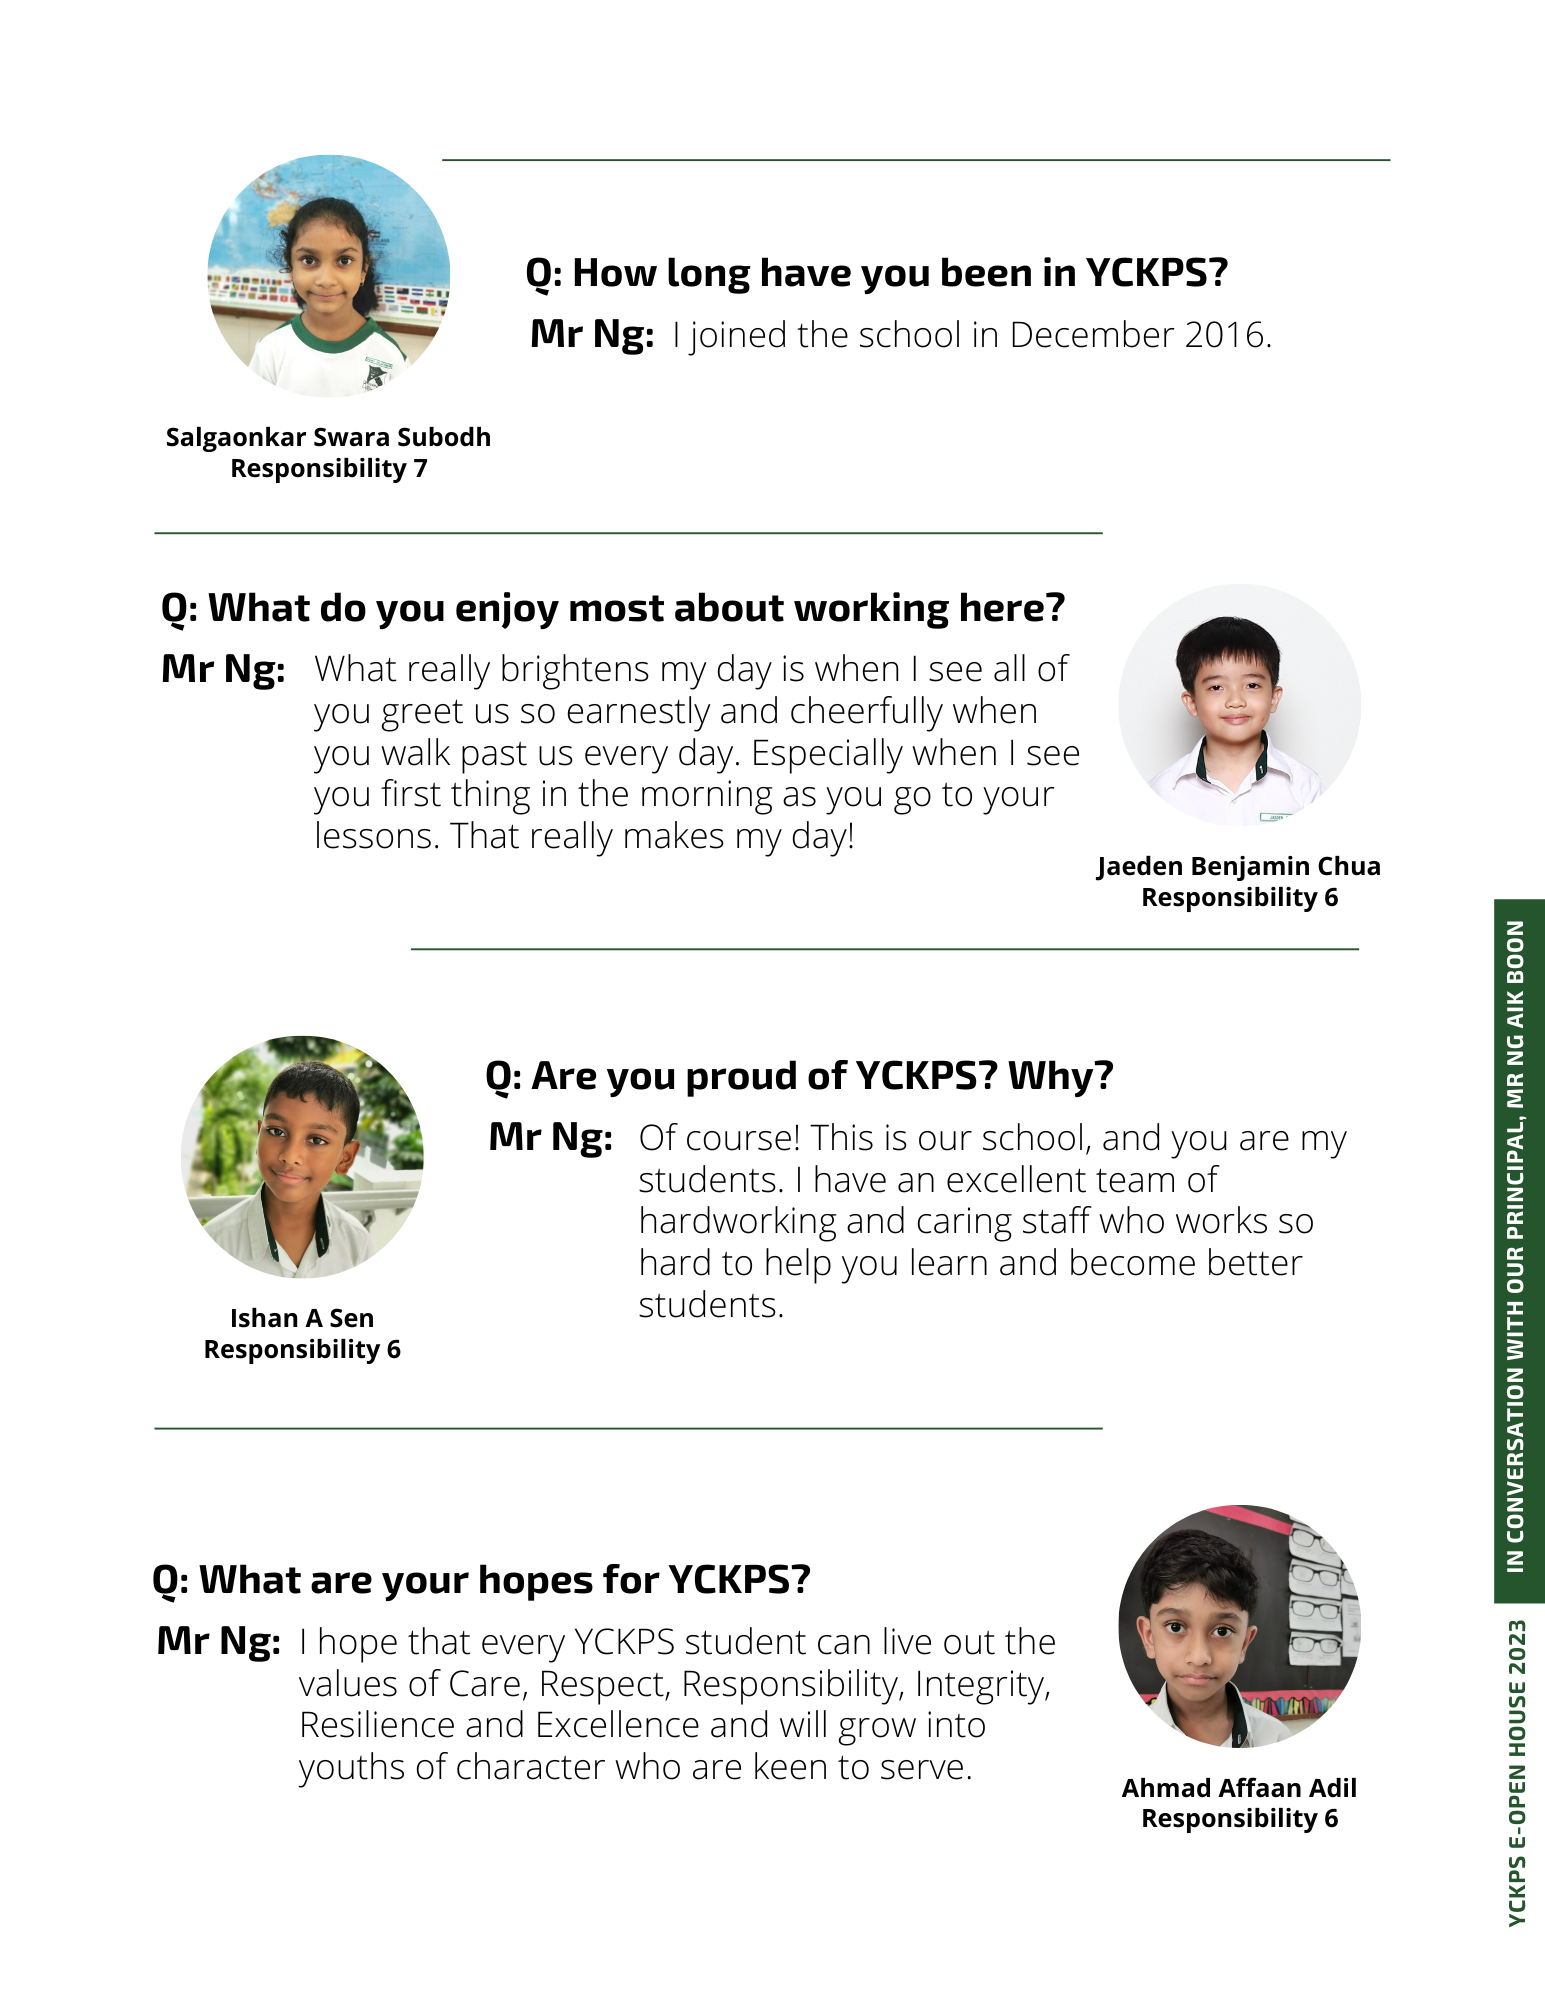 Q: How long have you been in YCKPS?
Mr Ng: I joined the school in December 2016.
Salgaonkar Swara Subodh
Responsibility 7
Q: What do you enjoy most about working here?
Mr Ng: What really brightens my day is when I see all of
you greet us so earnestly and cheerfully when
you walk past us every day. Especially when I see
you first thing in the morning as you go to your
lessons. That really makes my day!
Jaeden Benjamin Chua
Responsibility 6
Q: Are you proud of YCKPS? Why?
Mr Ng: Of course! This is our school, and you are my
students. I have an excellent team of
hardworking and caring staff who works so
hard to help you learn and become better
students.
Ishan A Sen
Responsibility 6
Q: What are your hopes for YCKPS?
Mr Ng: I hope that every YCKPS student can live out the
values of Care, Respect, Responsibility, Integrity,
Resilience and Excellence and will grow into
youths of character who are keen to serve.
Ahmad Affaan Adil
Responsibility 6
YCKPS E-OPEN HOUSE 2023
IN CONVERSATION WITH OUR PRINCIPAL, MR NG AIK BOON